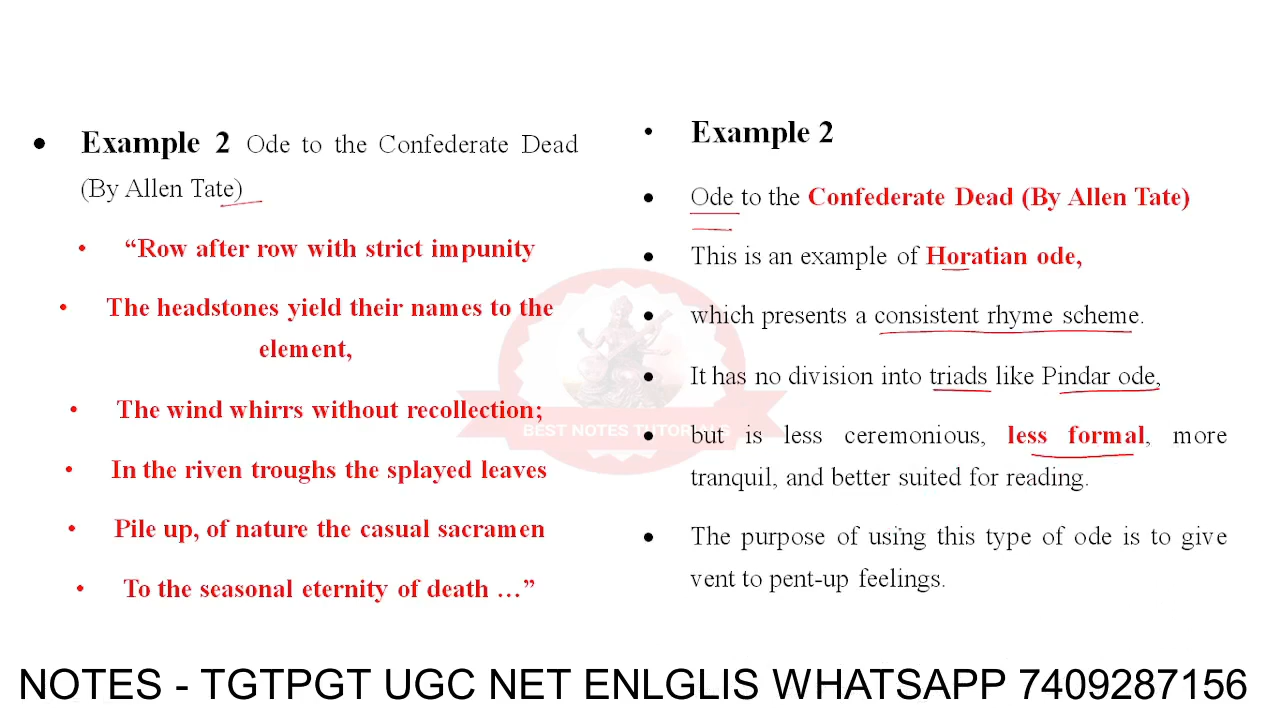 • Example 2 Ode to the Confederate Dead
(By Allen Tate)
• “Row after row with strict impunity
• The headstones yield their names to the
element,
• The wind whirrs without recollection;
• In the riven troughs the splayed leaves
• Pile up, of nature the casual sacramen
• To the seasonal eternity of death …”
• Example 2
• Ode to the Confederate Dead (By Allen Tate)
• This is an example of Horatian ode,
• which presents a consistent rhyme scheme.
• It has no division into triads like Pindar ode,
• but is less ceremonious, less formal, more
tranquil, and better suited for reading.
• The purpose of using this type of ode is to give
vent to pent-up feelings.
BEST NOTES TUTORIALS
NOTES - TGTPGT UGC NET ENLGLIS WHATSAPP 7409287156